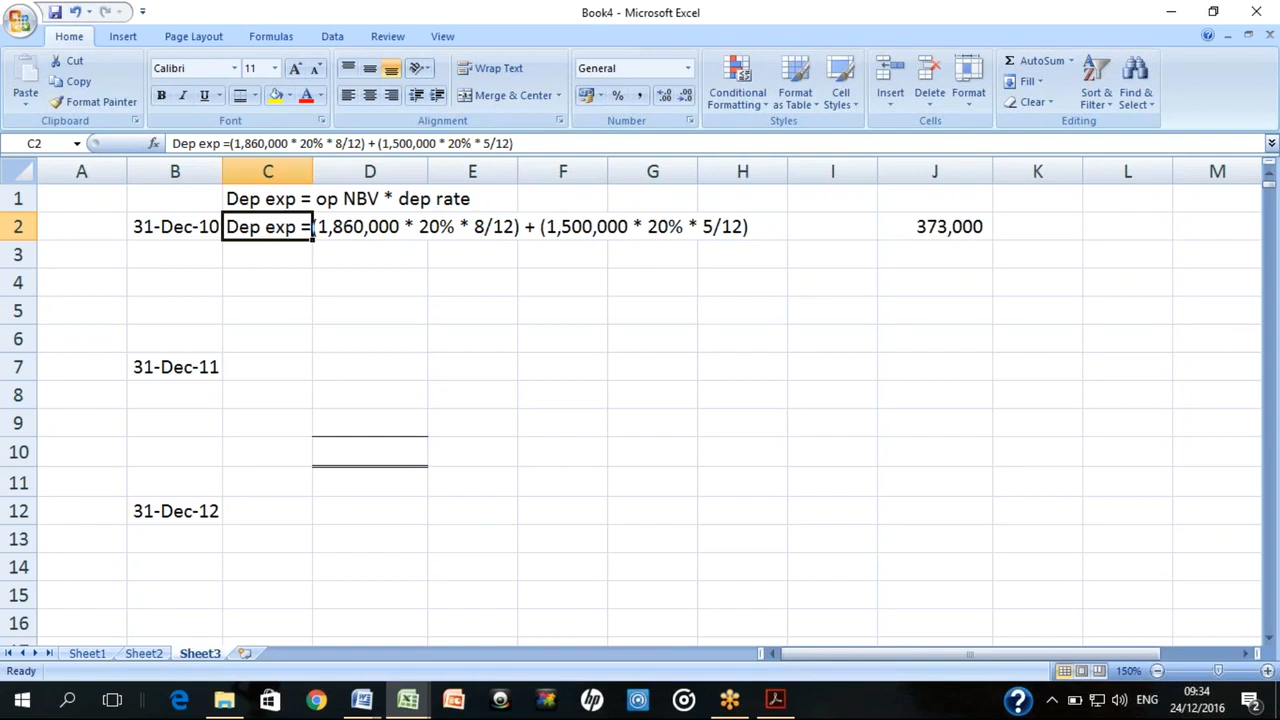 Book4 - Microsoft Excel
Home Insert Page Layout Formulas Data Review View
Paste Cut Copy Format Painter Clipboard
Calibri 11 A A B I U A Font
Wrap Text Merge & Center Alignment
General % , .0 .00 .00 .0 Number
Conditional Formatting Format as Table Cell Styles Styles
Insert Delete Format Cells
Σ AutoSum Fill Clear Sort & Filter Find & Select Editing
C2 fx Dep exp =(1,860,000 * 20% * 8/12) + (1,500,000 * 20% * 5/12)
A B C D E F G H I J K L M
1 Dep exp = op NBV * dep rate
2 31-Dec-10 Dep exp =(1,860,000 * 20% * 8/12) + (1,500,000 * 20% * 5/12) 373,000
3
4
5
6
7 31-Dec-11
8
9
10
11
12 31-Dec-12
13
14
15
16
Sheet1 Sheet2 Sheet3
Ready 150%
ENG 09:34
24/12/2016 2